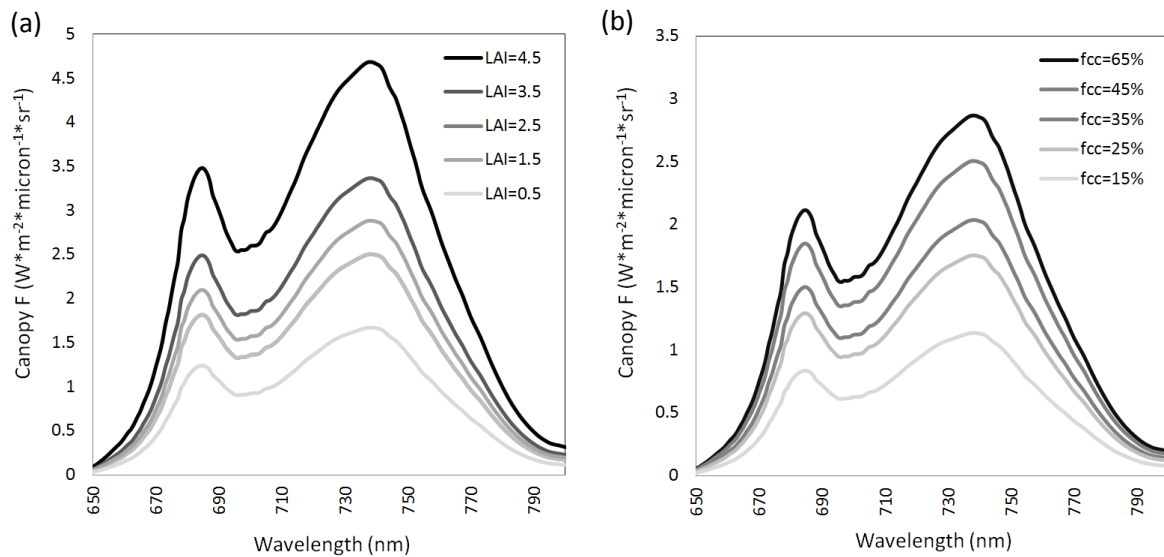 (a)
5
4.5
4
3.5
3
2.5
2
1.5
1
0.5
0
Canopy F (W*m⁻²*micron⁻¹*sr⁻¹)
LAI=4.5
LAI=3.5
LAI=2.5
LAI=1.5
LAI=0.5
650 670 690 710 730 750 770 790
Wavelength (nm)
(b)
3.5
3
2.5
2
1.5
1
0.5
0
Canopy F (W*m⁻²*micron⁻¹*sr⁻¹)
fcc=65%
fcc=45%
fcc=35%
fcc=25%
fcc=15%
650 670 690 710 730 750 770 790
Wavelength (nm)